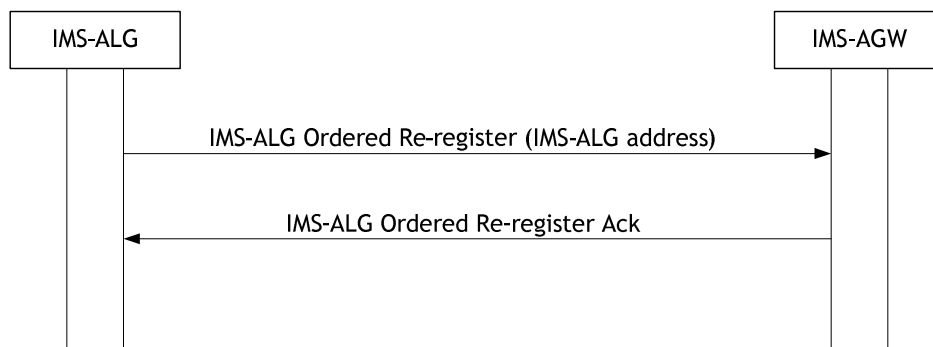 IMS-ALG
IMS-AGW
IMS-ALG Ordered Re-register (IMS-ALG address)
IMS-ALG Ordered Re-register Ack